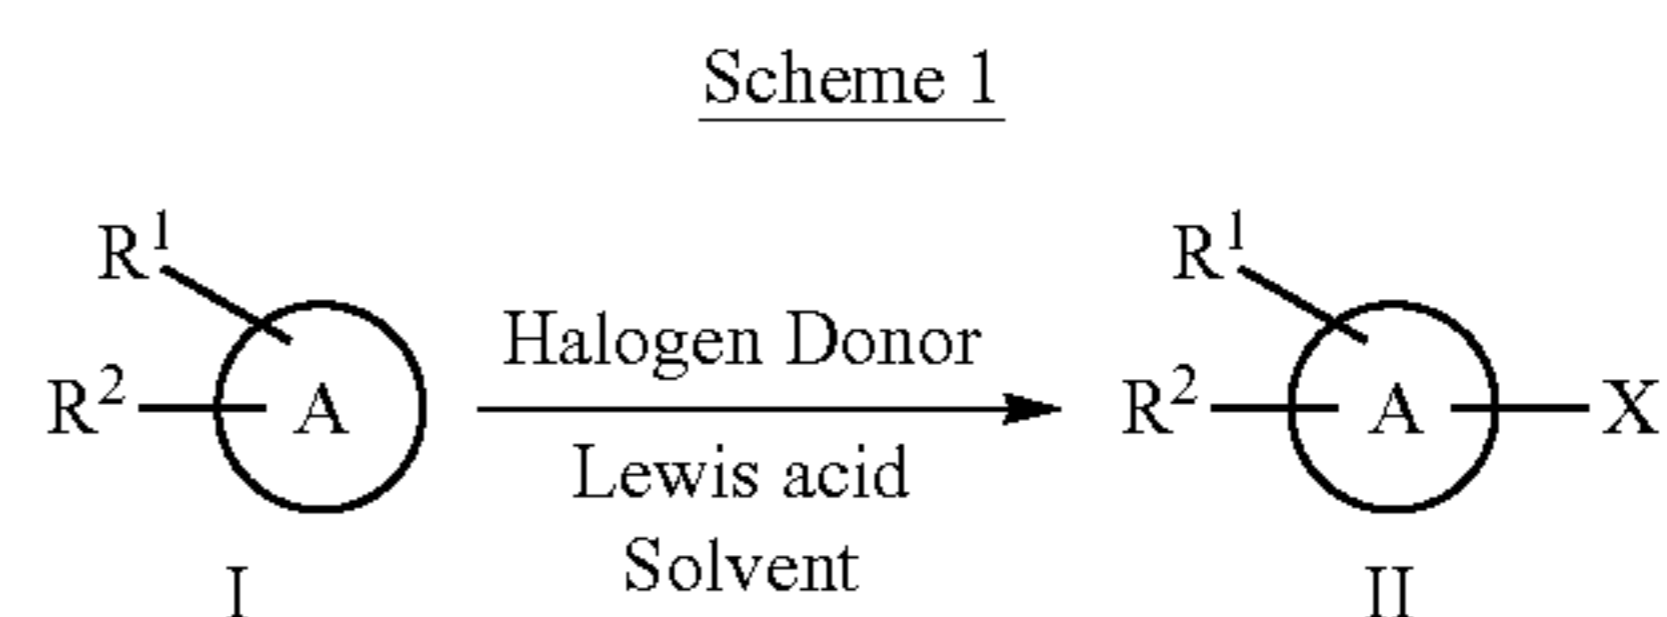 Scheme 1
R¹ R¹
Halogen Donor
R² A R² A X
Lewis acid
Solvent
I II